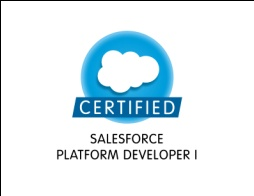 CERTIFIED
SALESFORCE
PLATFORM DEVELOPER I